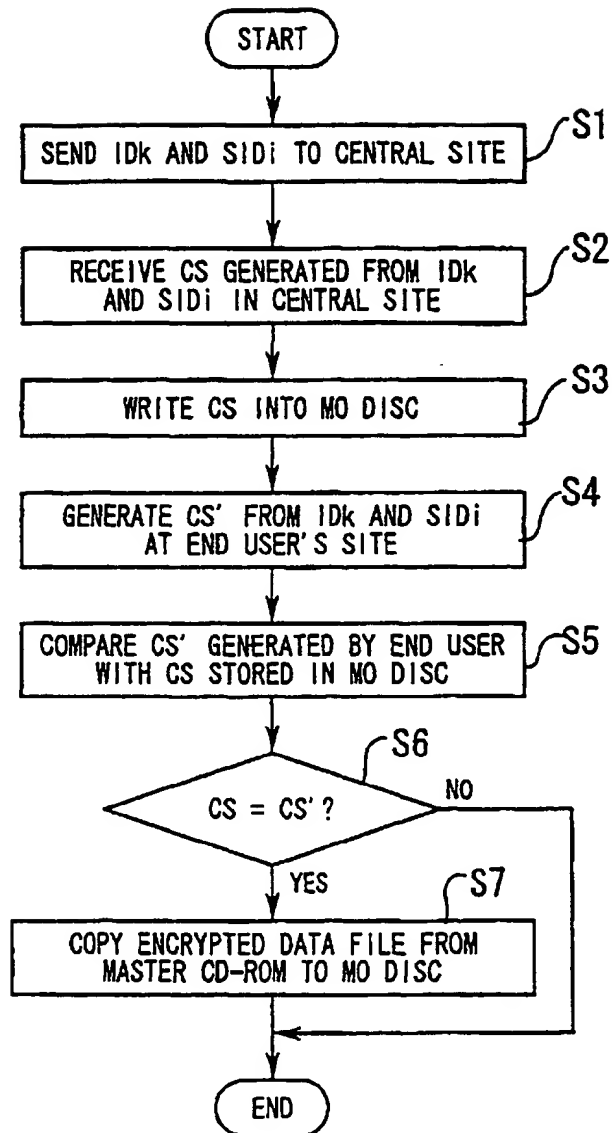 START
S1
SEND IDk AND SIDi TO CENTRAL SITE
S2
RECEIVE CS GENERATED FROM IDk
AND SIDi IN CENTRAL SITE
S3
WRITE CS INTO MO DISC
S4
GENERATE CS' FROM IDk AND SIDi
AT END USER'S SITE
S5
COMPARE CS' GENERATED BY END USER
WITH CS STORED IN MO DISC
S6
CS = CS'?
NO
YES
S7
COPY ENCRYPTED DATA FILE FROM
MASTER CD-ROM TO MO DISC
END